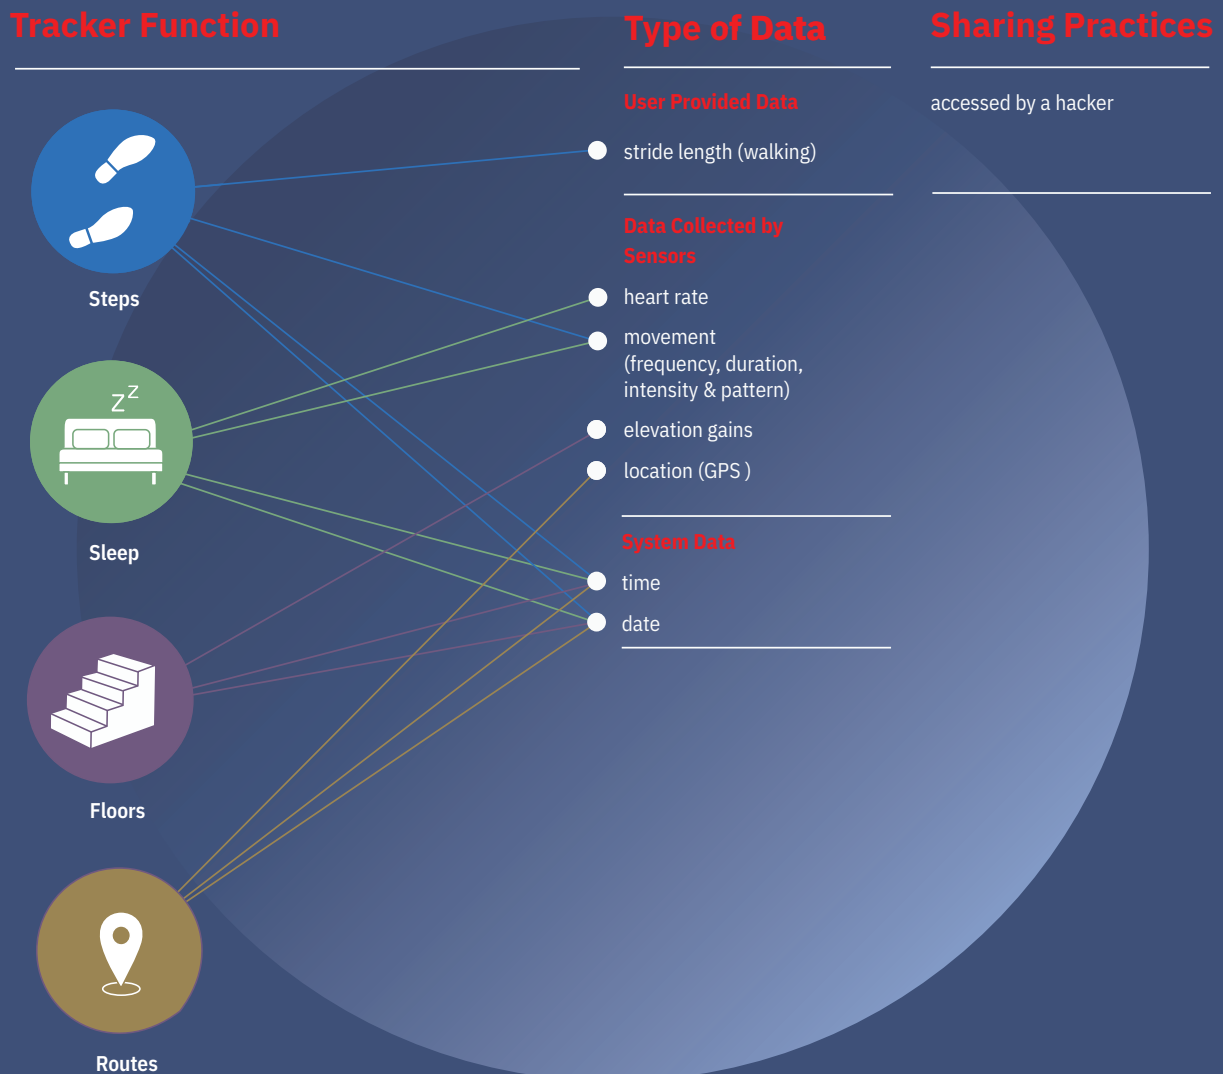 Tracker Function
Type of Data
Sharing Practices
User Provided Data
accessed by a hacker
stride length (walking)
Data Collected by
Sensors
heart rate
movement
(frequency, duration,
intensity & pattern)
elevation gains
location (GPS )
System Data
time
date
Steps
z z
Sleep
Floors
Routes